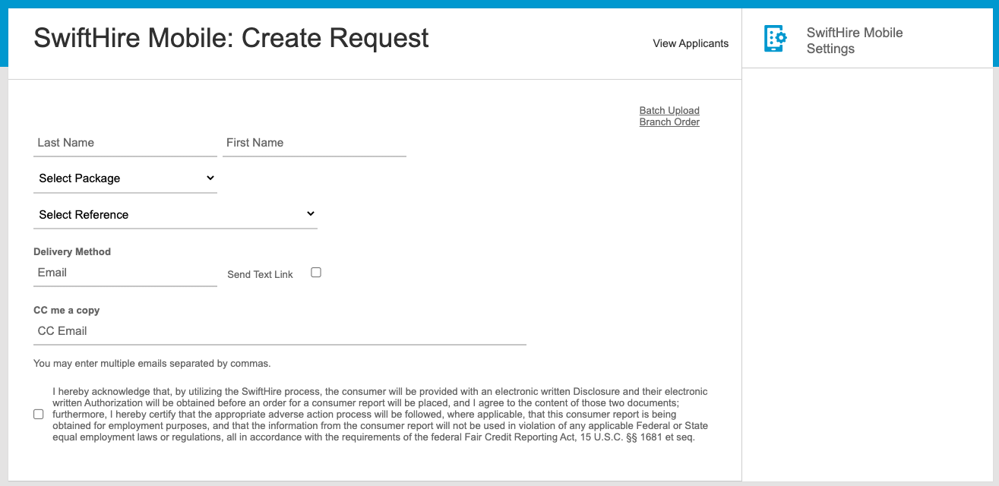 SwiftHire Mobile: Create Request
View Applicants
SwiftHire Mobile
Settings
Batch Upload
Branch Order
Last Name
First Name
Select Package
Select Reference
Delivery Method
Email
Send Text Link
CC me a copy
CC Email
You may enter multiple emails separated by commas.
I hereby acknowledge that, by utilizing the SwiftHire process, the consumer will be provided with an electronic written Disclosure and their electronic
written Authorization will be obtained before an order for a consumer report will be placed, and I agree to the content of those two documents;
furthermore, I hereby certify that the appropriate adverse action process will be followed, where applicable, that this consumer report is being
obtained for employment purposes, and that the information from the consumer report will not be used in violation of any applicable Federal or State
equal employment laws or regulations, all in accordance with the requirements of the federal Fair Credit Reporting Act, 15 U.S.C. §§ 1681 et seq.